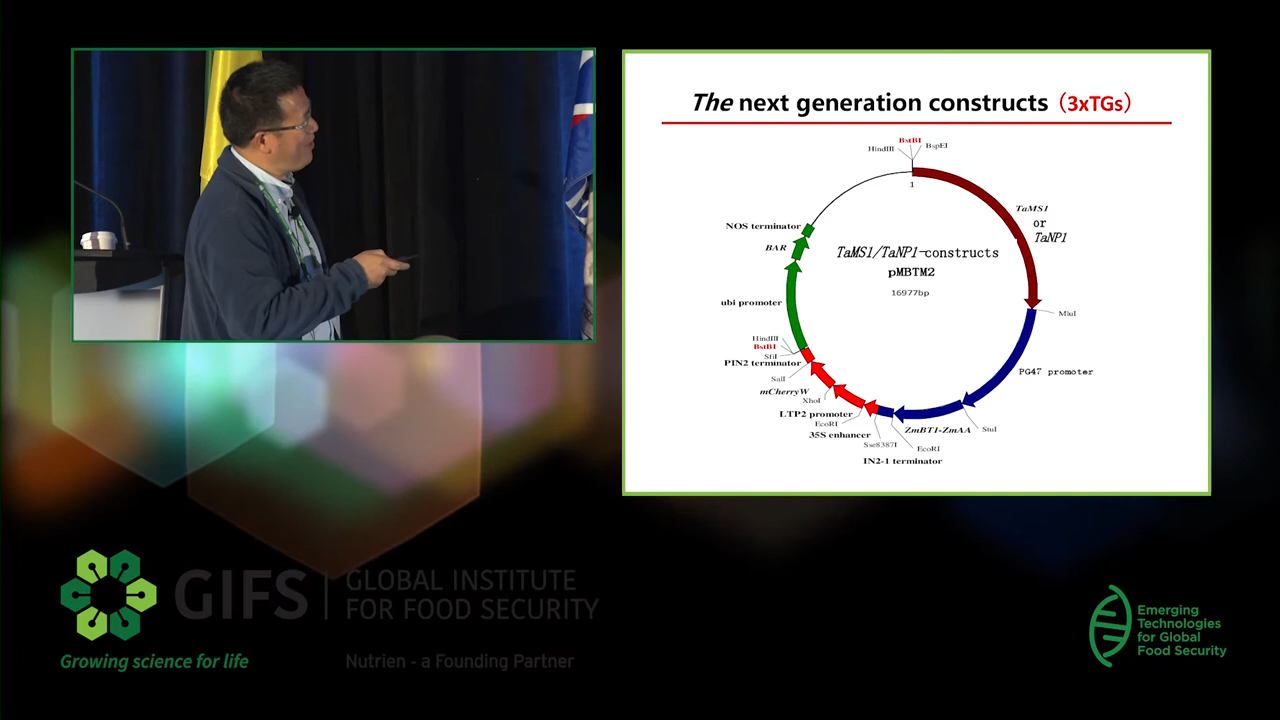 The next generation constructs （3xTGs）
BstBI
HindIII
BspEI
1
TaMS1
or
TaNP1
NOS terminator
BAR
TaMS1/TaNP1-constructs
pMBTM2
16977bp
ubi promoter
MluI
HindIII
BstBI
SfiI
PIN2 terminator
SalI
mCherryW
XhoI
LTP2 promoter
EcoRI
35S enhancer
Sse8387I
PG47 promoter
ZmBT1-ZmAA
StuI
EcoRI
IN2-1 terminator
GIFS
GLOBAL INSTITUTE
FOR FOOD SECURITY
Growing science for life
Nutrien - a Founding Partner
Emerging
Technologies
for Global
Food Security